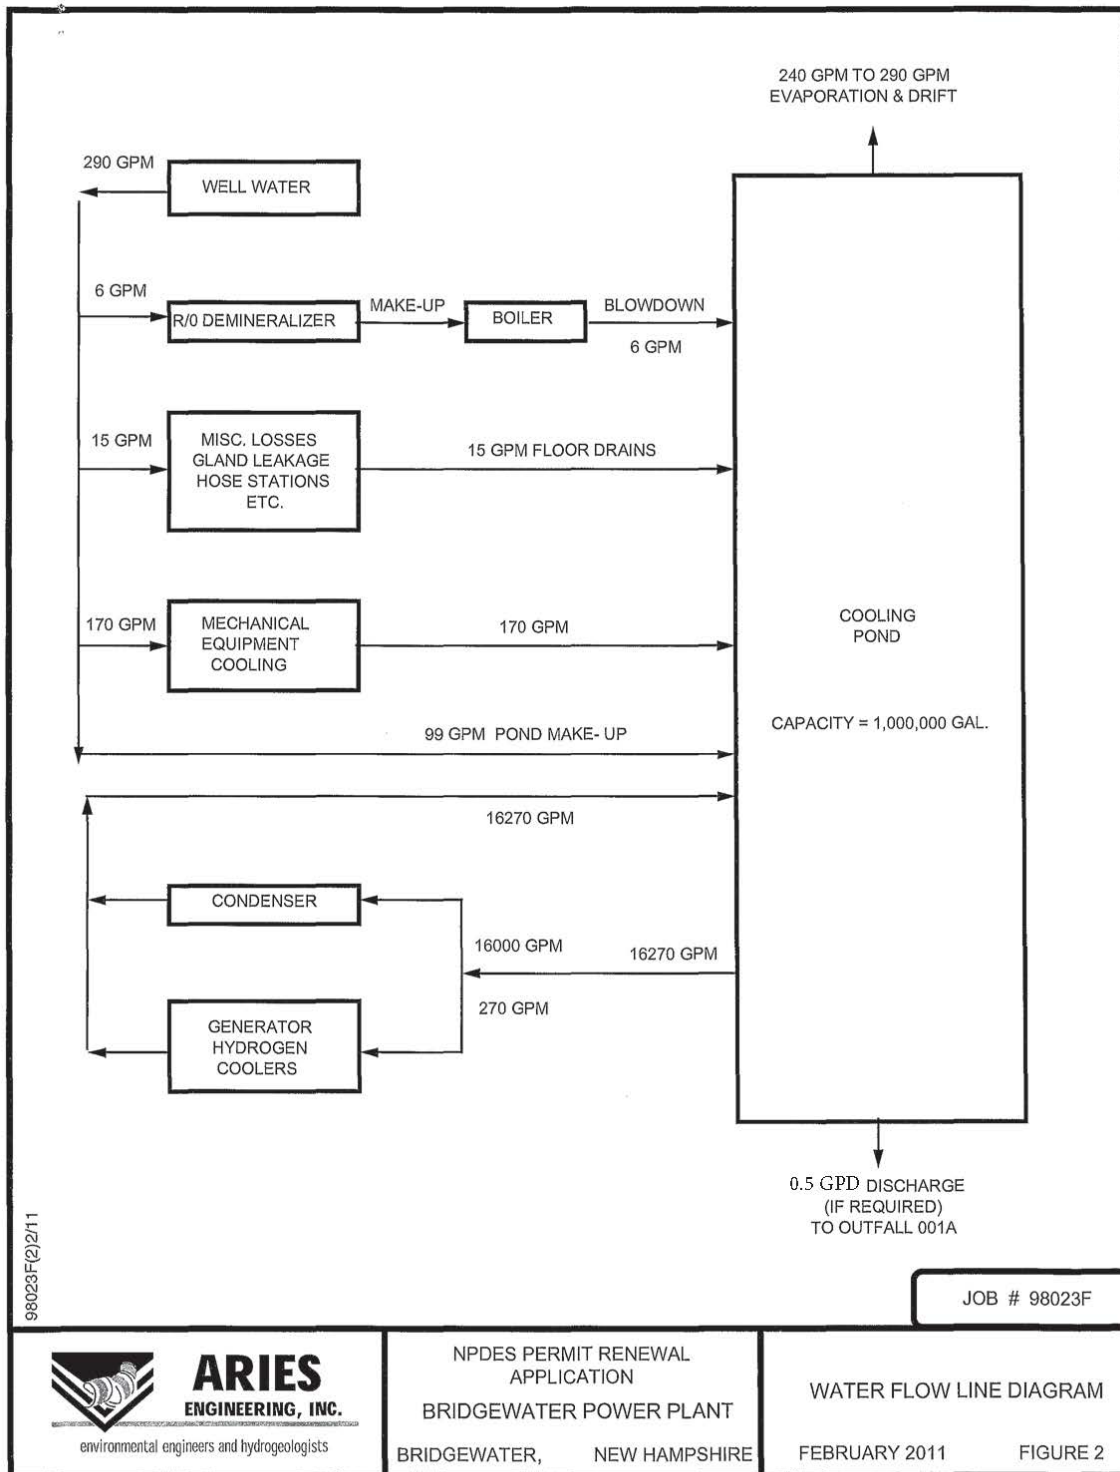 240 GPM TO 290 GPM
EVAPORATION & DRIFT
290 GPM
WELL WATER
6 GPM
R/0 DEMINERALIZER
MAKE-UP
BOILER
BLOWDOWN
6 GPM
15 GPM
MISC. LOSSES
GLAND LEAKAGE
HOSE STATIONS
ETC.
15 GPM FLOOR DRAINS
170 GPM
MECHANICAL
EQUIPMENT
COOLING
170 GPM
COOLING
POND
CAPACITY = 1,000,000 GAL.
99 GPM POND MAKE- UP
16270 GPM
CONDENSER
16000 GPM
16270 GPM
270 GPM
GENERATOR
HYDROGEN
COOLERS
0.5 GPD DISCHARGE
(IF REQUIRED)
TO OUTFALL 001A
98023F(2)2/11
JOB # 98023F
ARIES
ENGINEERING, INC.
environmental engineers and hydrogeologists
NPDES PERMIT RENEWAL
APPLICATION
BRIDGEWATER POWER PLANT
BRIDGEWATER, NEW HAMPSHIRE
WATER FLOW LINE DIAGRAM
FEBRUARY 2011 FIGURE 2